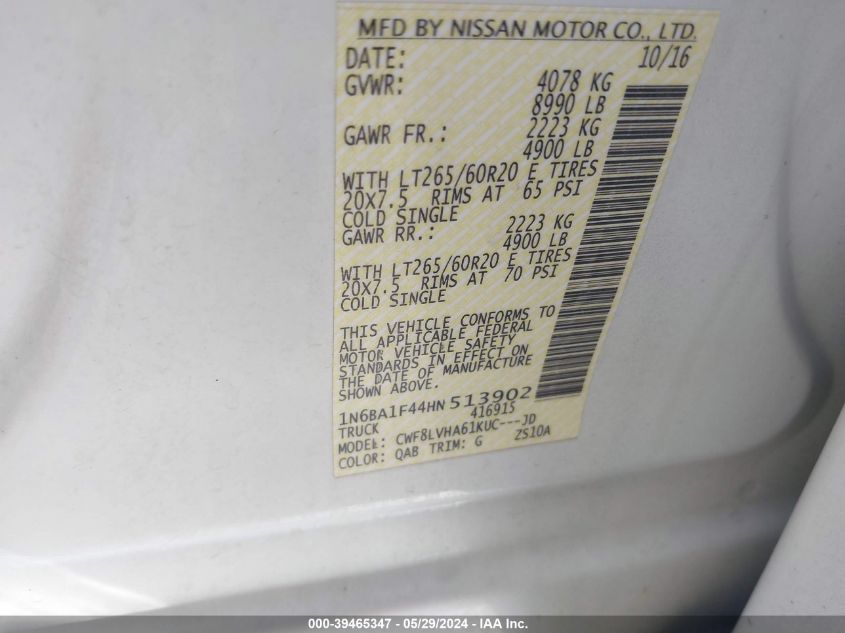 MFD BY NISSAN MOTOR CO., LTD.
DATE: 10/16
GVWR: 4078 KG
8990 LB
GAWR FR.: 2223 KG
4900 LB
WITH LT265/60R20 E TIRES
20x7.5 RIMS AT 65 PSI
COLD SINGLE
GAWR RR.: 2223 KG
4900 LB
WITH LT265/60R20 E TIRES
20x7.5 RIMS AT 70 PSI
COLD SINGLE
THIS VEHICLE CONFORMS TO
ALL APPLICABLE FEDERAL
MOTOR VEHICLE SAFETY
STANDARDS IN EFFECT ON
THE DATE OF MANUFACTURE
SHOWN ABOVE.
1N6BA1F44HN 513902
TRUCK 416915
MODEL: CWF8LVHA61KUC---JD
COLOR: QAB TRIM: G ZS10A
000-39465347 - 05/29/2024 - IAA Inc.